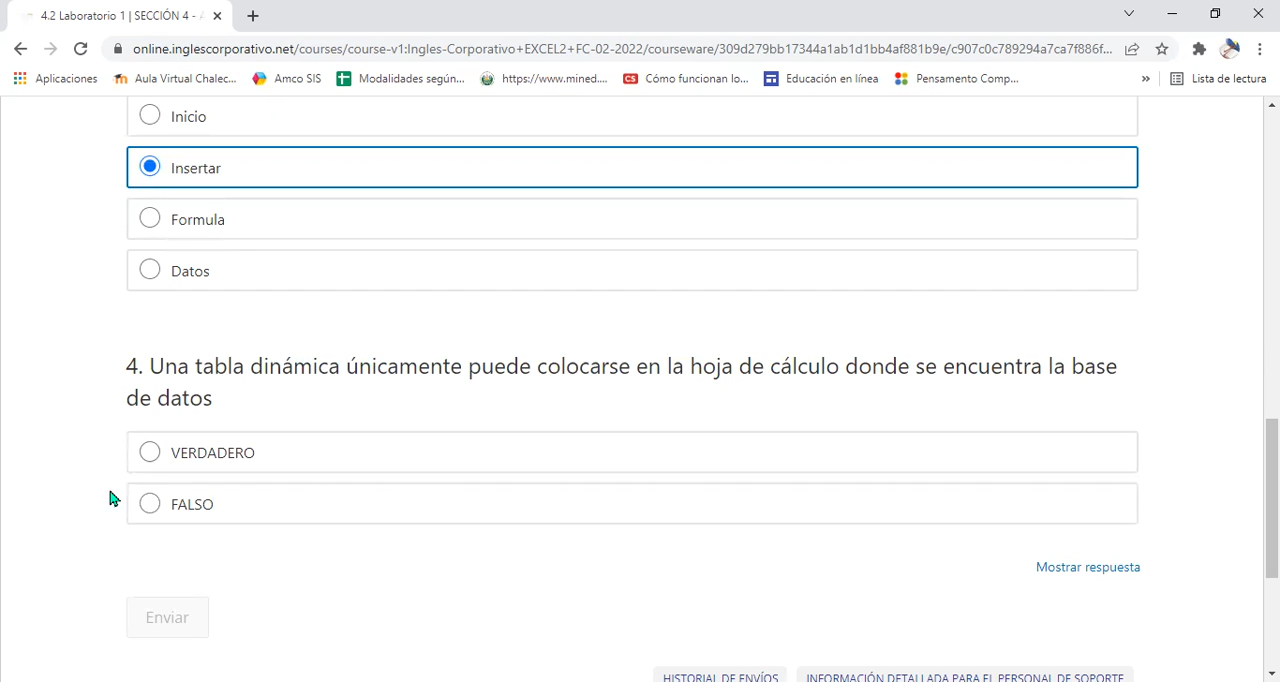 4.2 Laboratorio 1 | SECCIÓN 4 -
online.inglescorporativo.net/courses/course-v1:Ingles-Corporativo+EXCEL2+FC-02-2022/courseware/309d279bb17344a1ab1d1bb4af881b9e/c907c0c789294a7ca7f886f...
Aplicaciones Aula Virtual Chalec... Amco SIS Modalidades según... https://www.mined... CS Cómo funcionan lo... Educación en línea Pensamento Comp... » Lista de lectura
Inicio
Insertar
Formula
Datos
4. Una tabla dinámica únicamente puede colocarse en la hoja de cálculo donde se encuentra la base
de datos
VERDADERO
FALSO
Mostrar respuesta
Enviar
HISTORIAL DE ENVÍOS INFORMACIÓN DETALLADA PARA EL PERSONAL DE SOPORTE